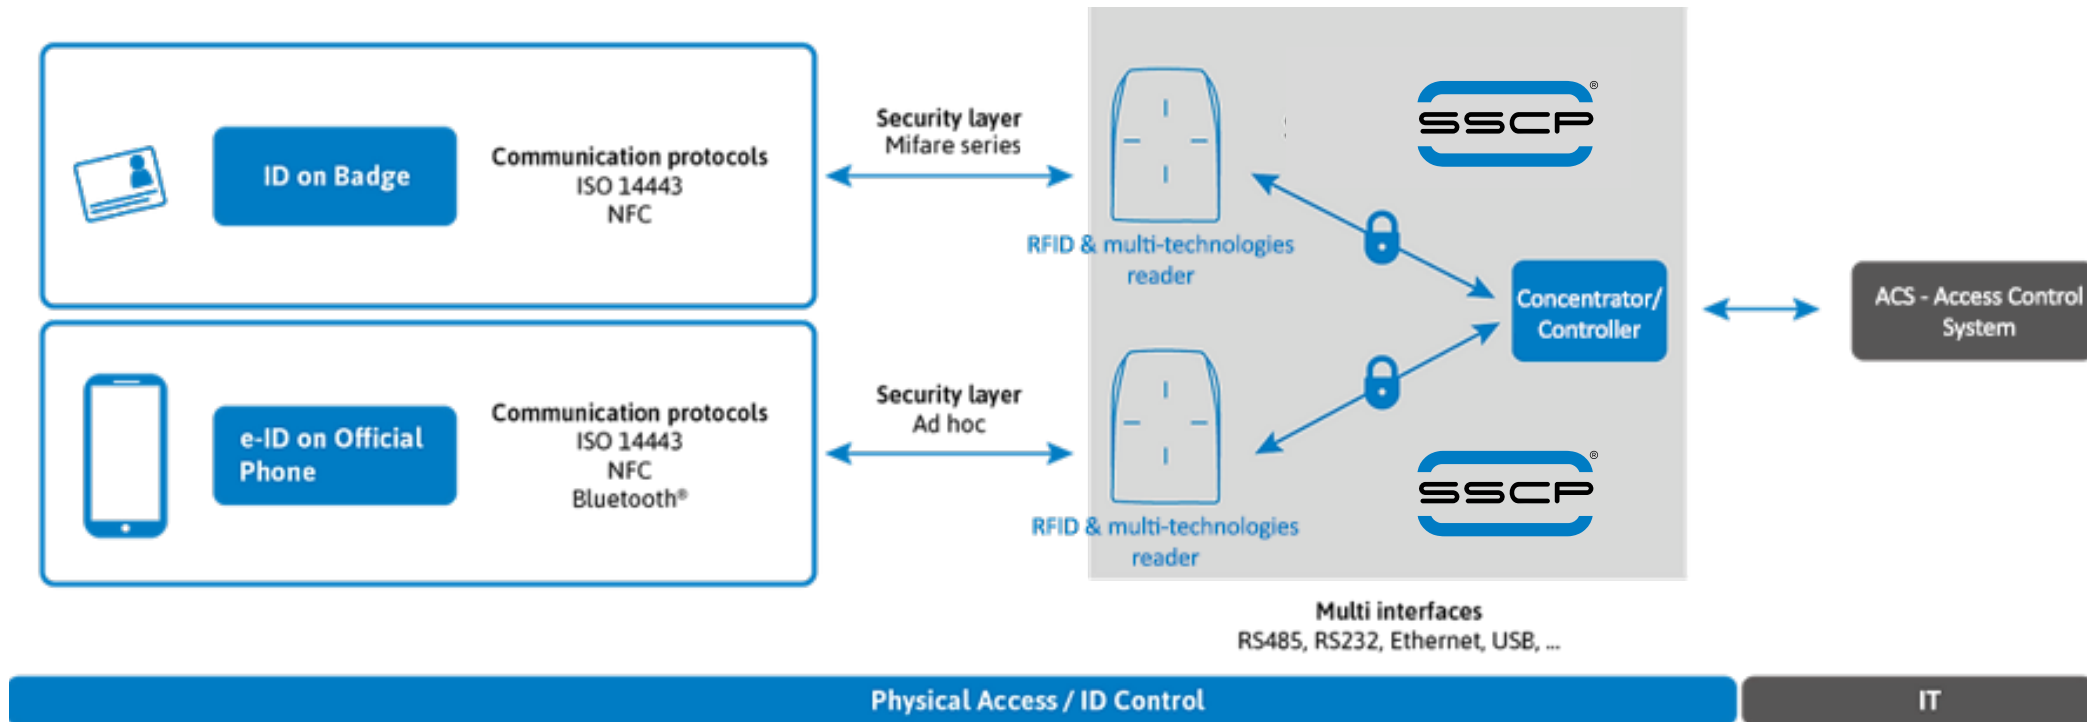 ID on Badge
Communication protocols
ISO 14443
NFC
Security layer
Mifare series
RFID & multi-technologies
reader
SSCP®
e-ID on Official
Phone
Communication protocols
ISO 14443
NFC
Bluetooth®
Security layer
Ad hoc
RFID & multi-technologies
reader
SSCP®
Concentrator/
Controller
ACS - Access Control
System
Multi interfaces
RS485, RS232, Ethernet, USB, ...
Physical Access / ID Control
IT